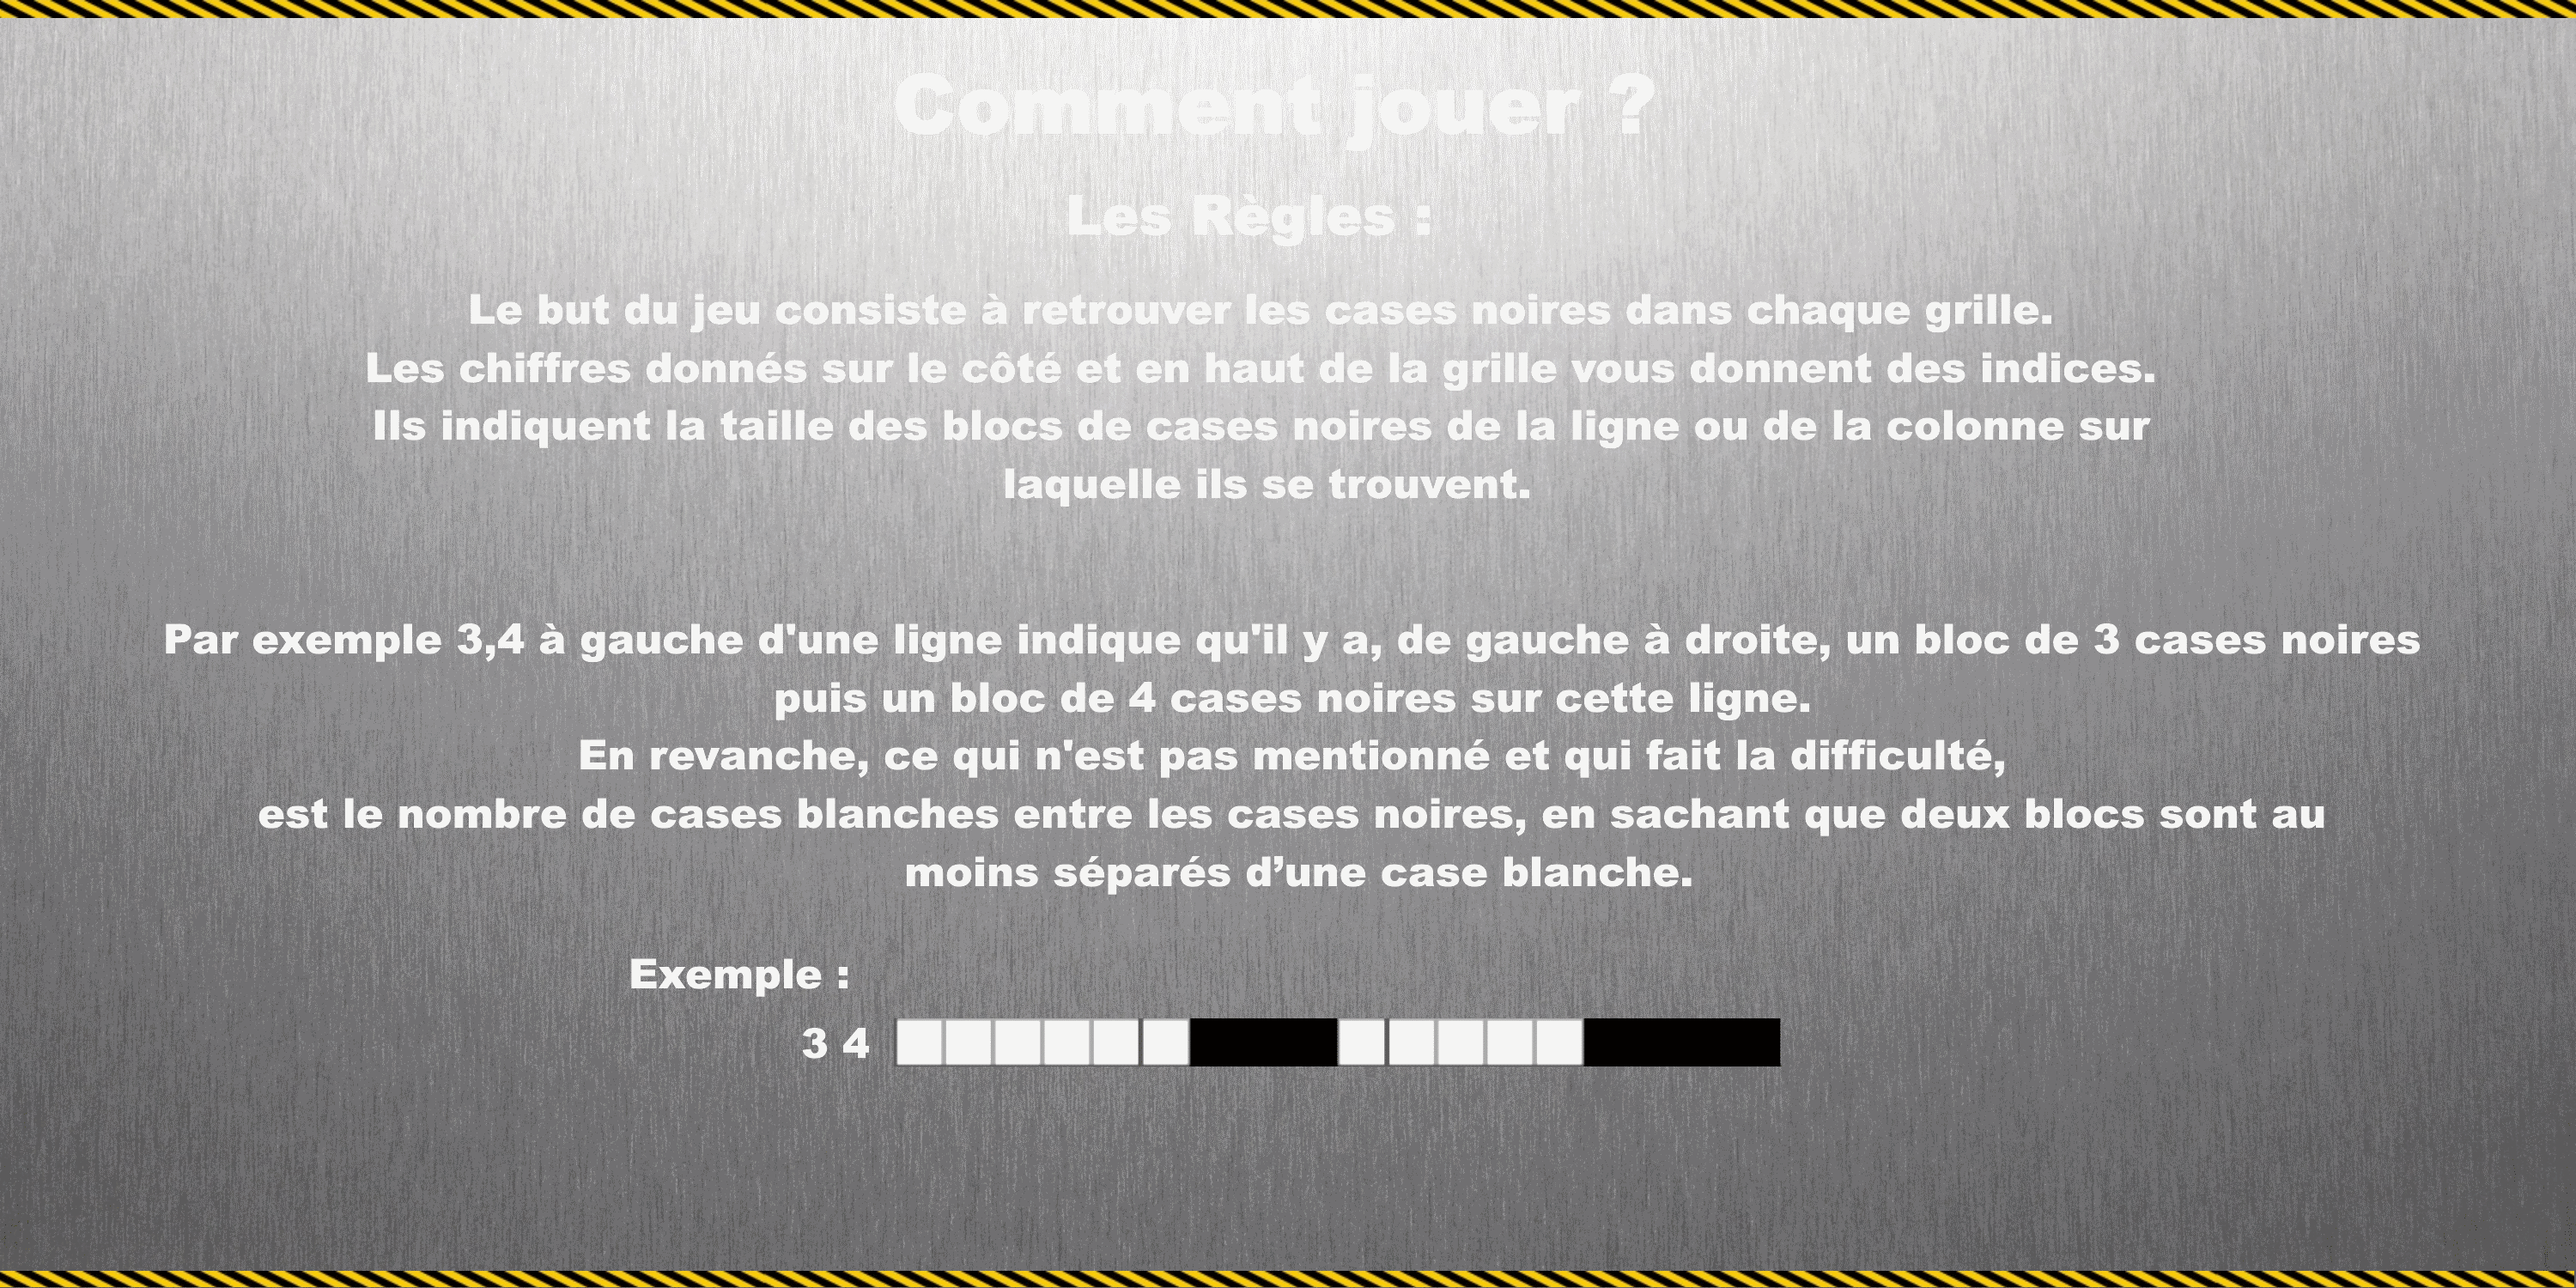 Comment jouer ?
Les Règles :
Le but du jeu consiste à retrouver les cases noires dans chaque grille.
Les chiffres donnés sur le côté et en haut de la grille vous donnent des indices.
Ils indiquent la taille des blocs de cases noires de la ligne ou de la colonne sur
laquelle ils se trouvent.
Par exemple 3,4 à gauche d'une ligne indique qu'il y a, de gauche à droite, un bloc de 3 cases noires
puis un bloc de 4 cases noires sur cette ligne.
En revanche, ce qui n'est pas mentionné et qui fait la difficulté,
est le nombre de cases blanches entre les cases noires, en sachant que deux blocs sont au
moins séparés d’une case blanche.
Exemple :
3 4